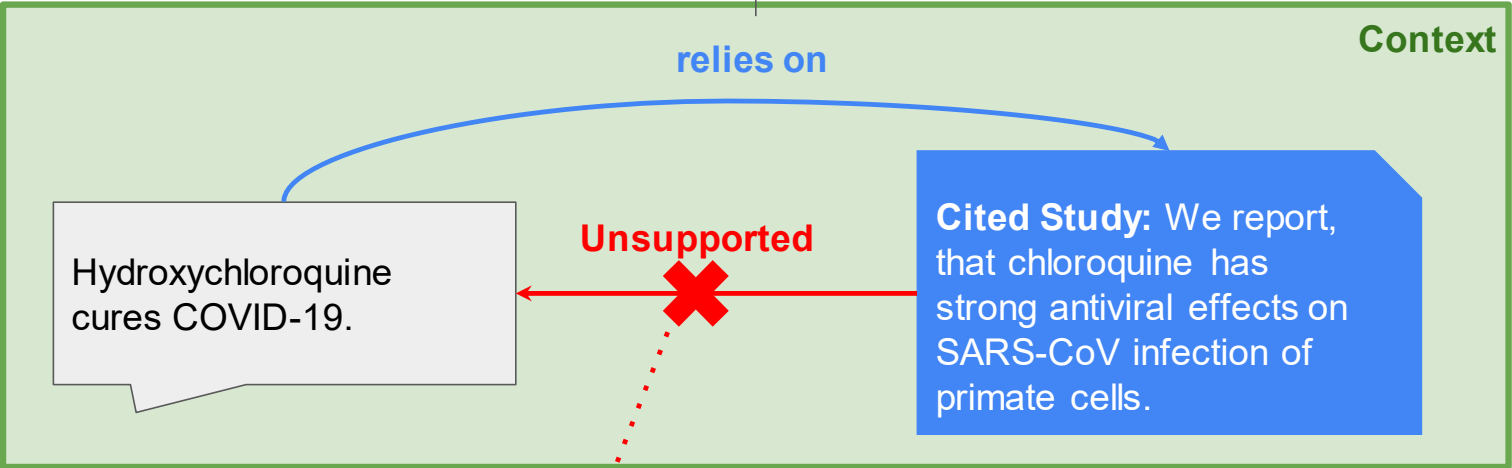 Context
relies on
Unsupported
Hydroxychloroquine
cures COVID-19.
Cited Study: We report,
that chloroquine has
strong antiviral effects on
SARS-CoV infection of
primate cells.